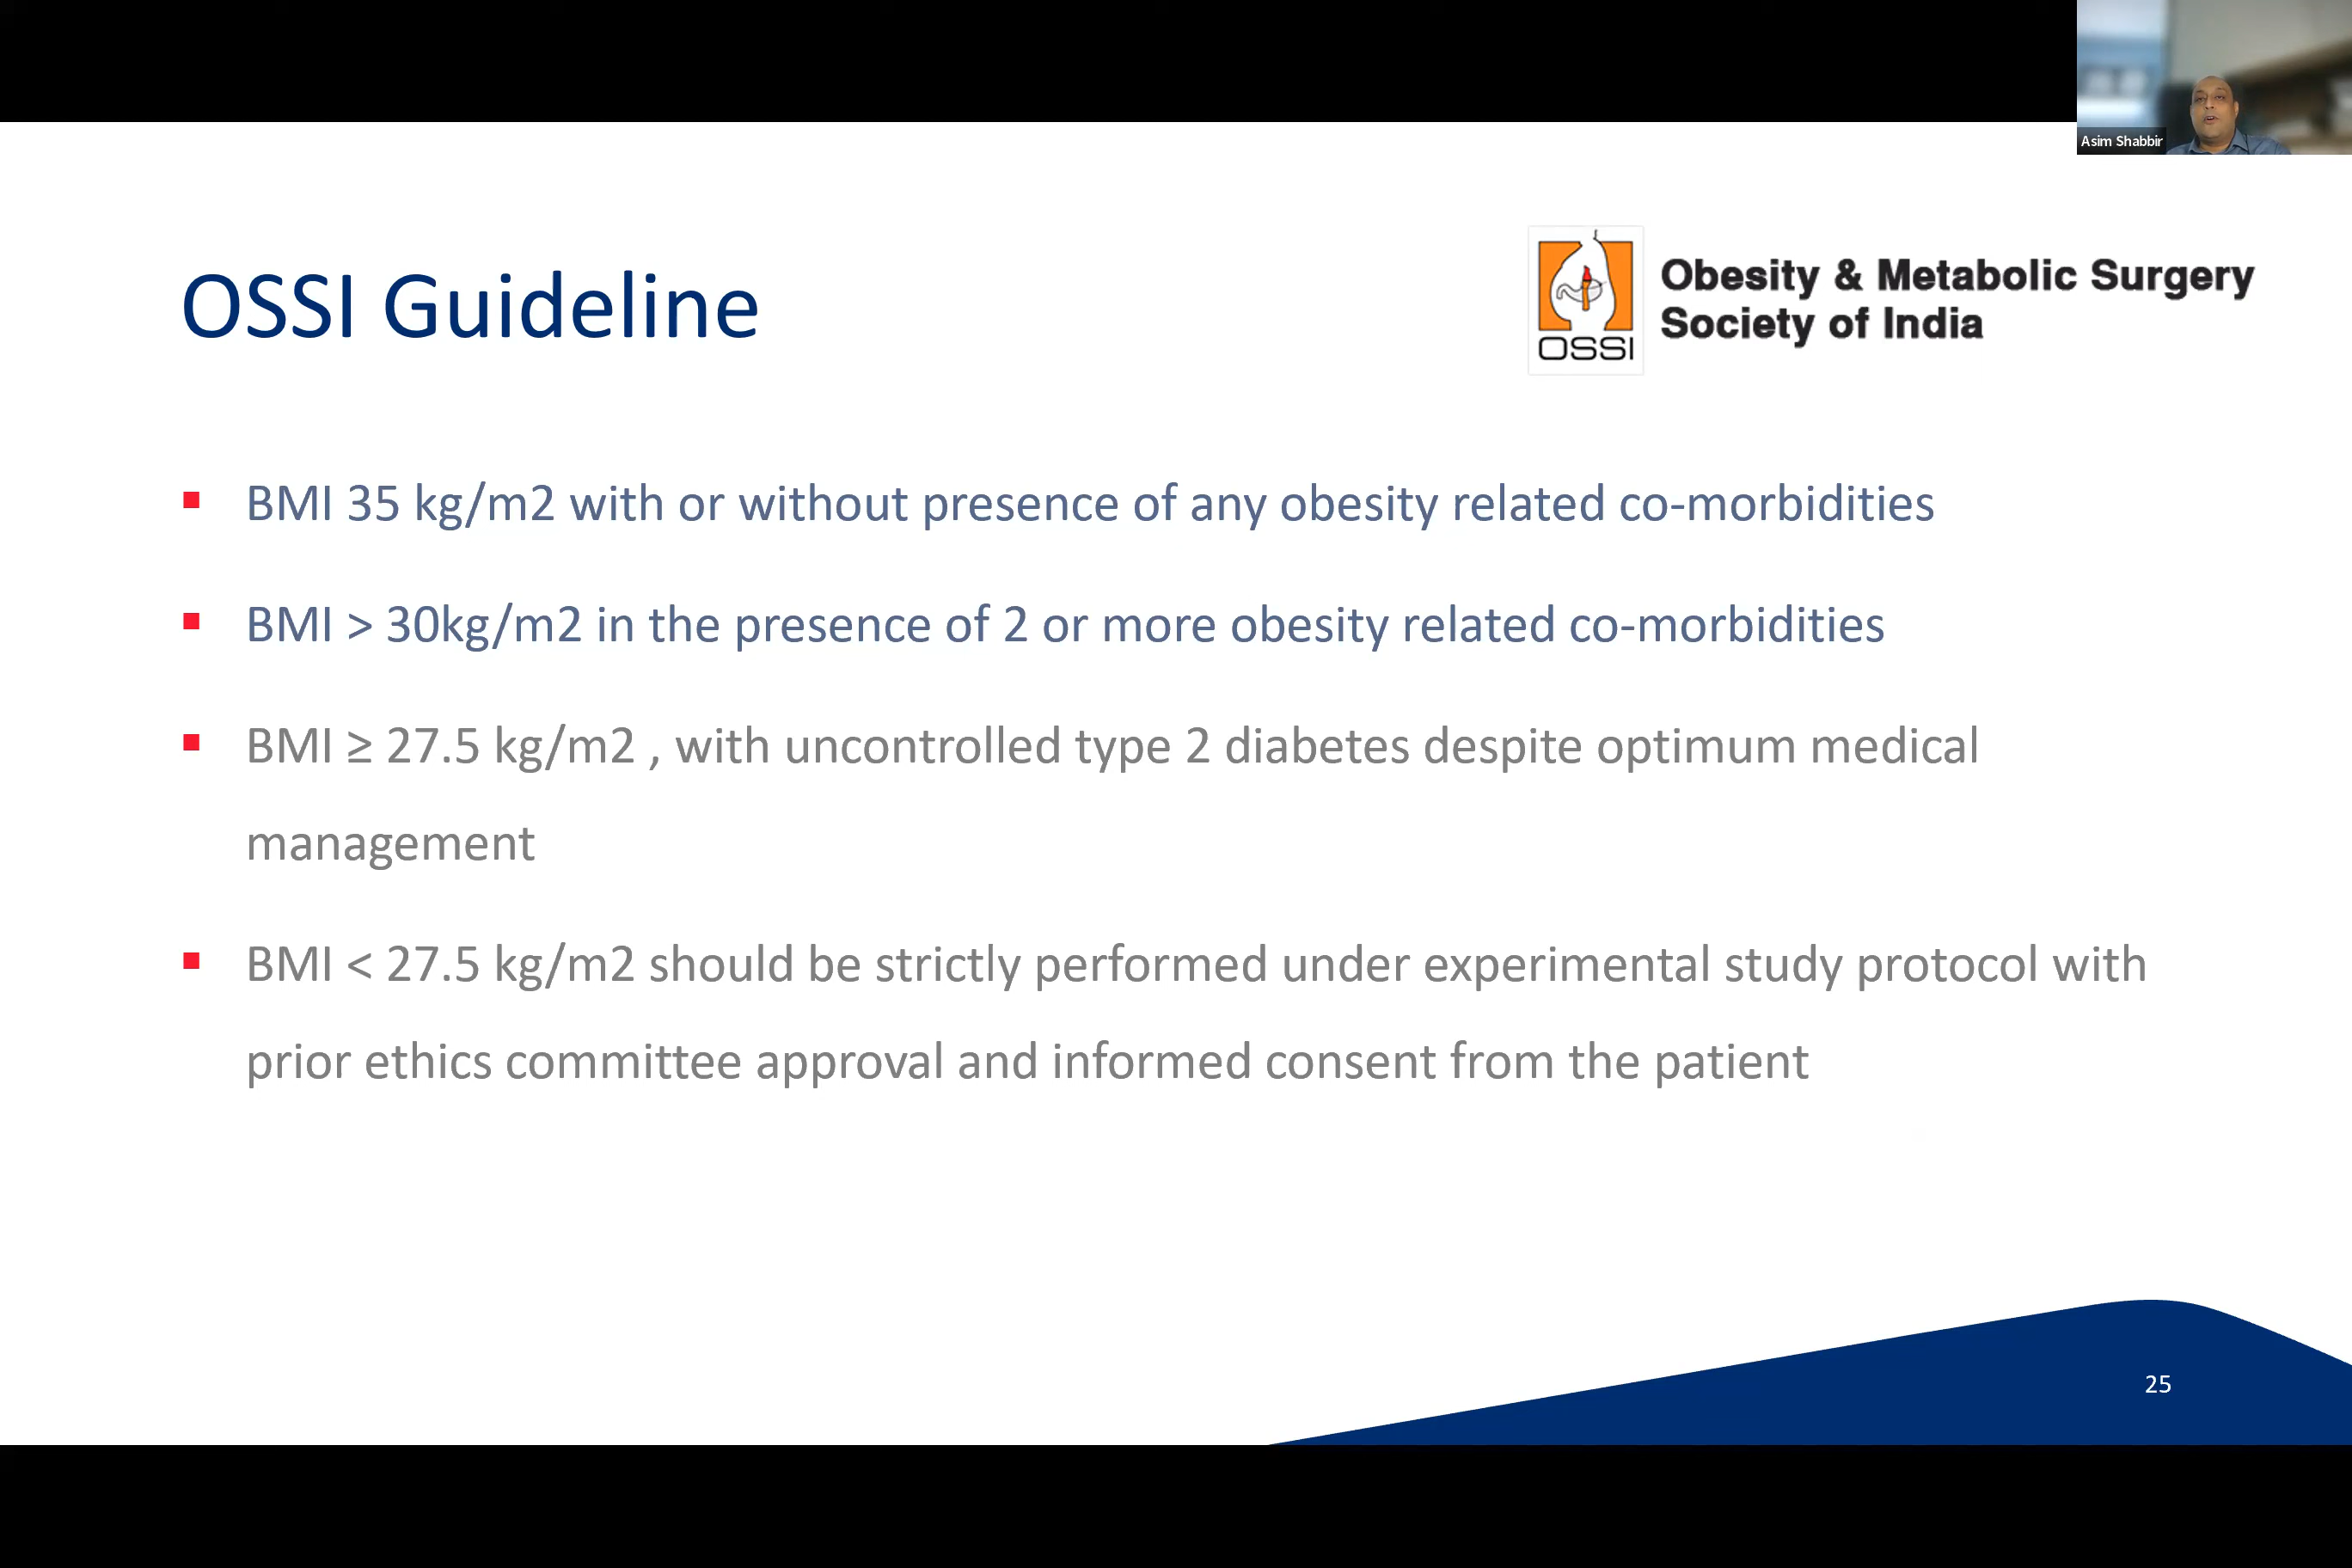 Asim Shabbir
OSSI Guideline
OSSI
Obesity & Metabolic Surgery
Society of India
BMI 35 kg/m2 with or without presence of any obesity related co-morbidities
BMI > 30kg/m2 in the presence of 2 or more obesity related co-morbidities
BMI ≥ 27.5 kg/m2 , with uncontrolled type 2 diabetes despite optimum medical
management
BMI < 27.5 kg/m2 should be strictly performed under experimental study protocol with
prior ethics committee approval and informed consent from the patient
25